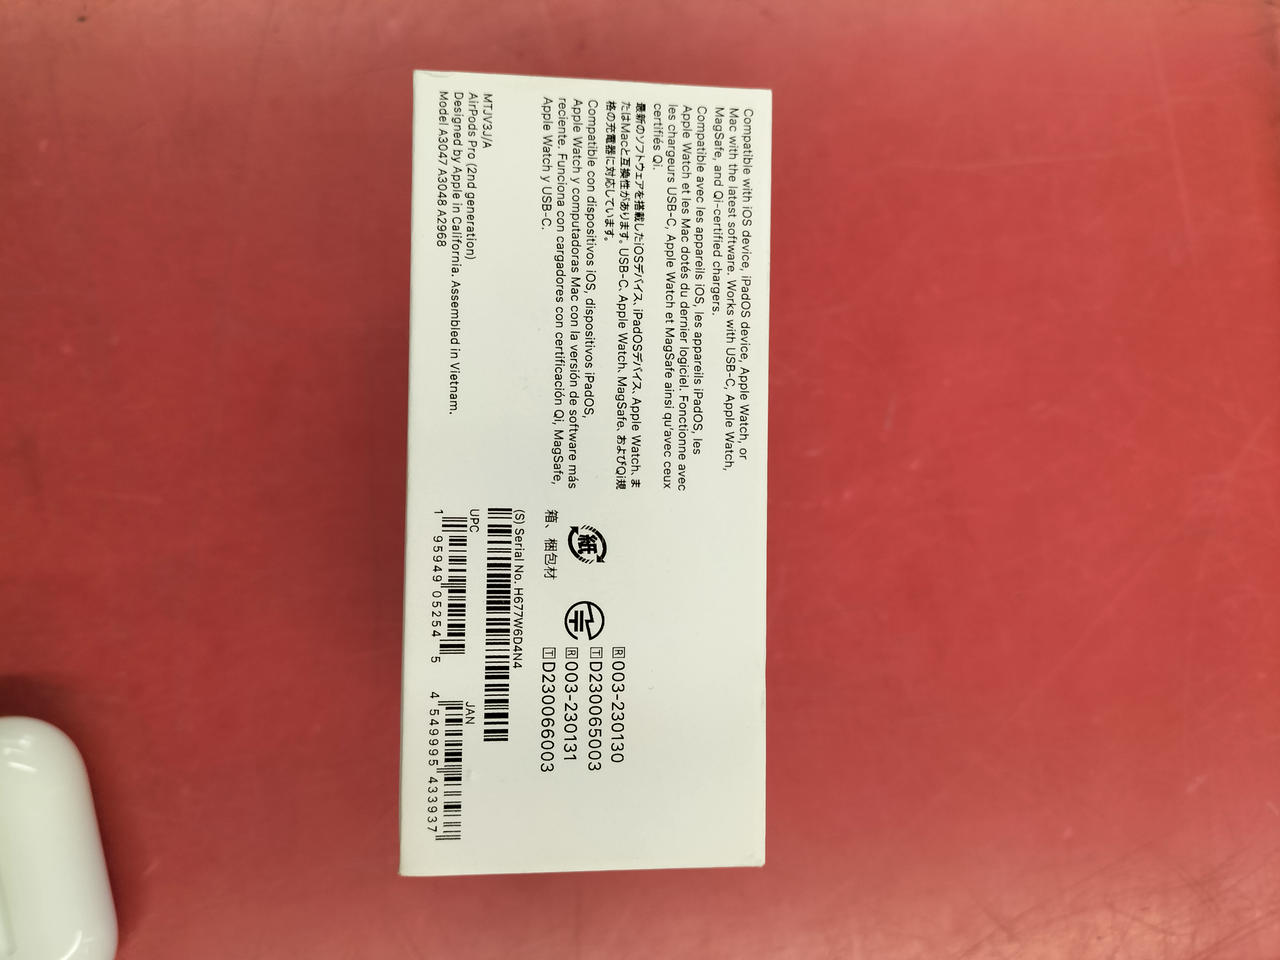 Compatible with iOS device, iPadOS device, Apple Watch, or
Mac with the latest software. Works with USB-C, Apple Watch,
MagSafe, and Qi-certified chargers.
Compatible avec les appareils iOS, les appareils iPadOS, les
Apple Watch et les Mac dotés du dernier logiciel. Fonctionne avec
les chargeurs USB-C, Apple Watch et MagSafe ainsi qu'avec ceux
certifiés Qi.
最新のソフトウェアを搭載したiOSデバイス、iPadOSデバイス、Apple Watch、ま
たはMacと互換性があります。USB-C、Apple Watch、MagSafe、およびQi規
格の充電器に対応しています。
Compatible con dispositivos iOS, dispositivos iPadOS,
Apple Watch y computadoras Mac con la versión de software más
reciente. Funciona con cargadores con certificación Qi, MagSafe,
Apple Watch y USB-C.
MTJV3J/A
AirPods Pro (2nd generation)
Designed by Apple in California. Assembled in Vietnam.
Model A3047 A3048 A2968
紙
箱、個包材
R 003-230130
T D230065003
R 003-230131
T D230066003
(S) Serial No. H677W6D4N4
UPC
1 95949 05254 5
JAN
4 549995 433937